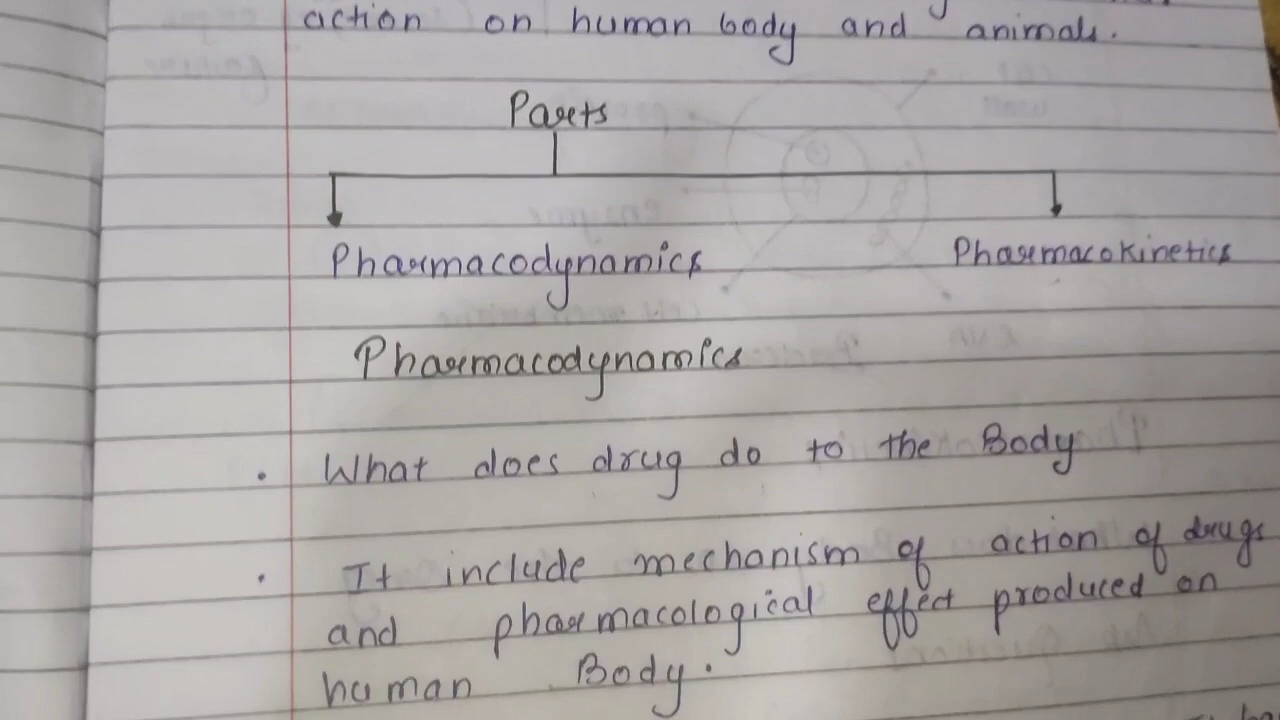 action on human body and animals.
Parts
Pharmacodynamics Pharmacokinetics
Pharmacodynamics
. What does drug do to the Body
. It include mechanism of action of drugs
and pharmacological effect produced on
human Body.